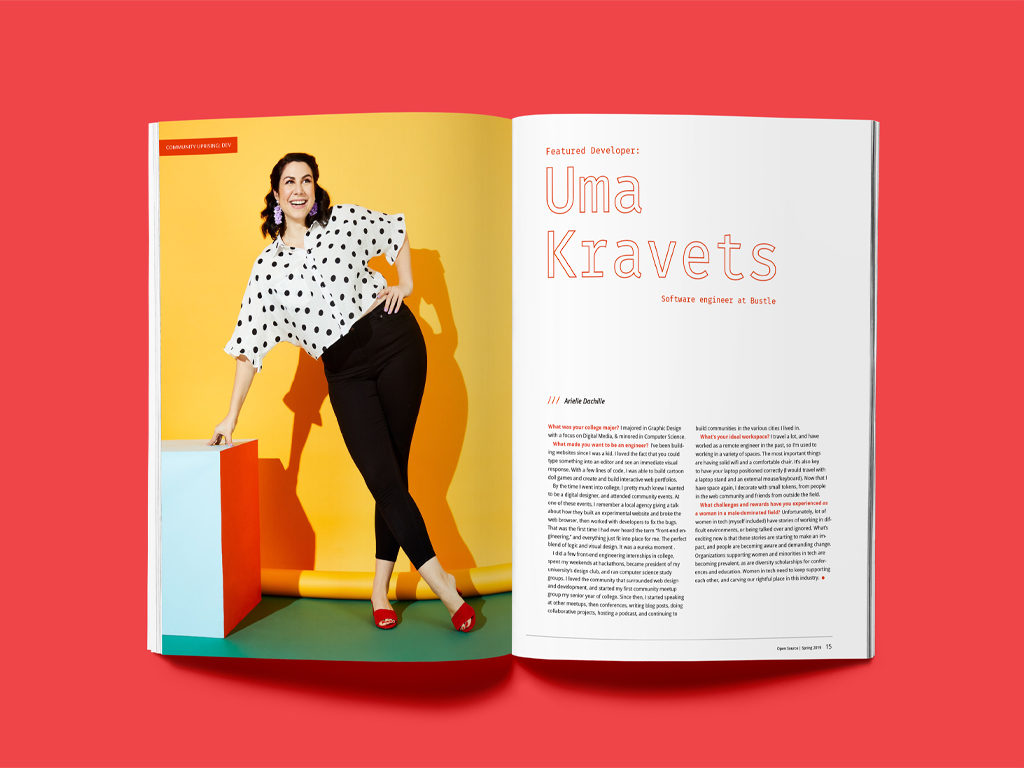 COMMUNITY UPRISING: DEV
Featured Developer:
Uma
Kravets
Software engineer at Bustle
/// Arielle Dachille
What was your college major? I majored in Graphic Design
with a focus on Digital Media, & minored in Computer Science.
What made you want to be an engineer? I've been build-
ing websites since I was a kid. I loved the fact that you could
type something into an editor and see an immediate visual
response. With a few lines of code, I was able to build cartoon
doll games and create and build interactive web portfolios.
By the time I went into college, I pretty much knew I wanted
to be a digital designer, and attended community events. At
one of these events, I remember a local agency giving a talk
about how they built an experimental website and broke the
web browser, then worked with developers to fix the bugs.
That was the first time I had ever heard the term "front-end en-
gineering," and everything just fit into place for me. The perfect
blend of logic and visual design. It was a eureka moment .
I did a few front-end engineering internships in college,
spent my weekends at hackathons, became president of my
university's design club, and ran computer science study
groups. I loved the community that surrounded web design
and development, and started my first community meetup
group my senior year of college. Since then, I started speaking
at other meetups, then conferences, writing blog posts, doing
collaborative projects, hosting a podcast, and continuing to
build communities in the various cities I lived in.
What's your ideal workspace? I travel a lot, and have
worked as a remote engineer in the past, so I'm used to
working in a variety of spaces. The most important things
are having solid wifi and a comfortable chair. It's also key
to have your laptop positioned correctly (I would travel with
a laptop stand and an external mouse/keyboard). Now that I
have space again, I decorate with small tokens, from people
in the web community and friends from outside the field.
What challenges and rewards have you experienced as
a woman in a male-dominated field? Unfortunately, lot of
women in tech (myself included) have stories of working in dif-
ficult environments, or being talked over and ignored. What's
exciting now is that these stories are starting to make an im-
pact, and people are becoming aware and demanding change.
Organizations supporting women and minorities in tech are
becoming prevalent, as are diversity scholarships for confer-
ences and education. Women in tech need to keep supporting
each other, and carving our rightful place in this industry.
Open Source | Spring 2019 15